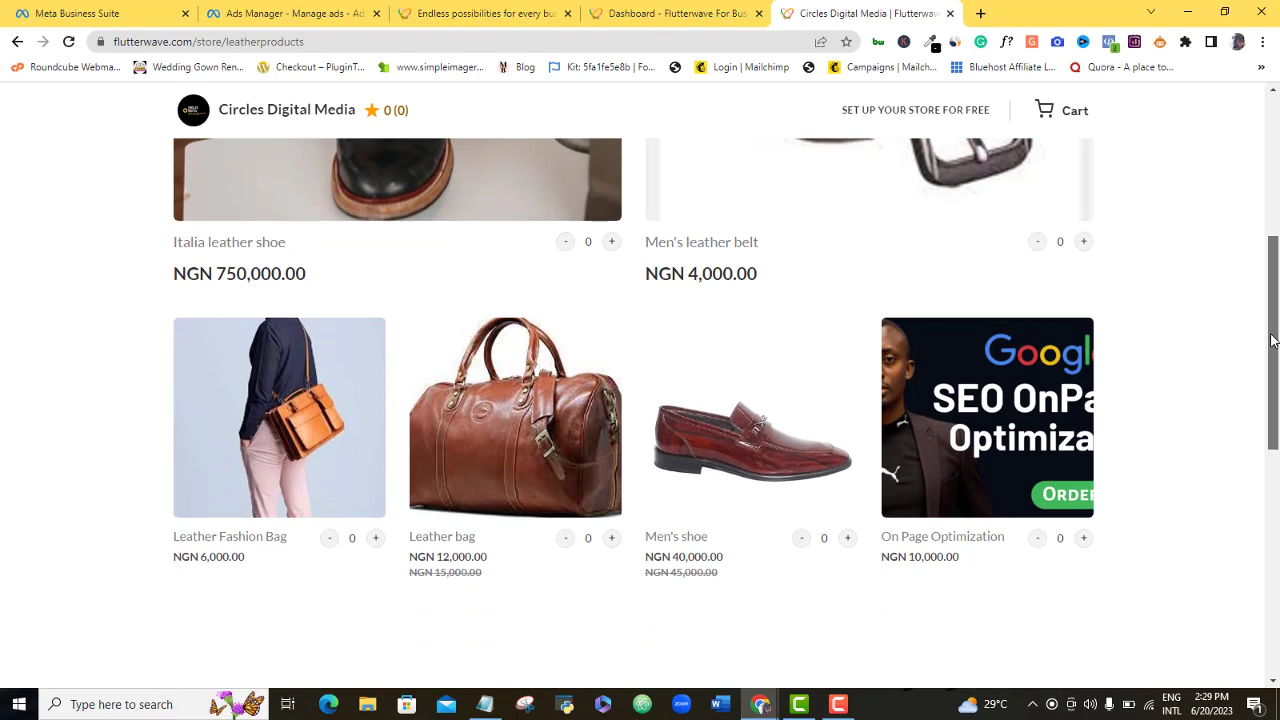 Meta Business Suite
Ads Manager - Manage ads - Ad
Endless possibilities for every bu
Dashboard - Flutterwave For Bus
Circles Digital Media | Flutterwav
flutterwave.com/store/leatherproducts
Roundcube Webma...
Wedding Gown Ren...
Checkout – PluginT...
www.simpleimager...
Blog
Kit: 5fa1fe5e8b | Fo...
Login | Mailchimp
Campaigns | Mailch...
Bluehost Affiliate L...
Quora - A place to...
Circles Digital Media
0 (0)
SET UP YOUR STORE FOR FREE
Cart
Italia leather shoe
- 0 +
Men's leather belt
- 0 +
NGN 750,000.00
NGN 4,000.00
Google
SEO OnPa
Optimiza
ORDER
Leather Fashion Bag
- 0 +
Leather bag
- 0 +
Men's shoe
- 0 +
On Page Optimization
- 0 +
NGN 6,000.00
NGN 12,000.00
NGN 40,000.00
NGN 10,000.00
NGN 15,000.00
NGN 45,000.00
Type here to search
29°C
ENG
INTL
2:29 PM
6/20/2023